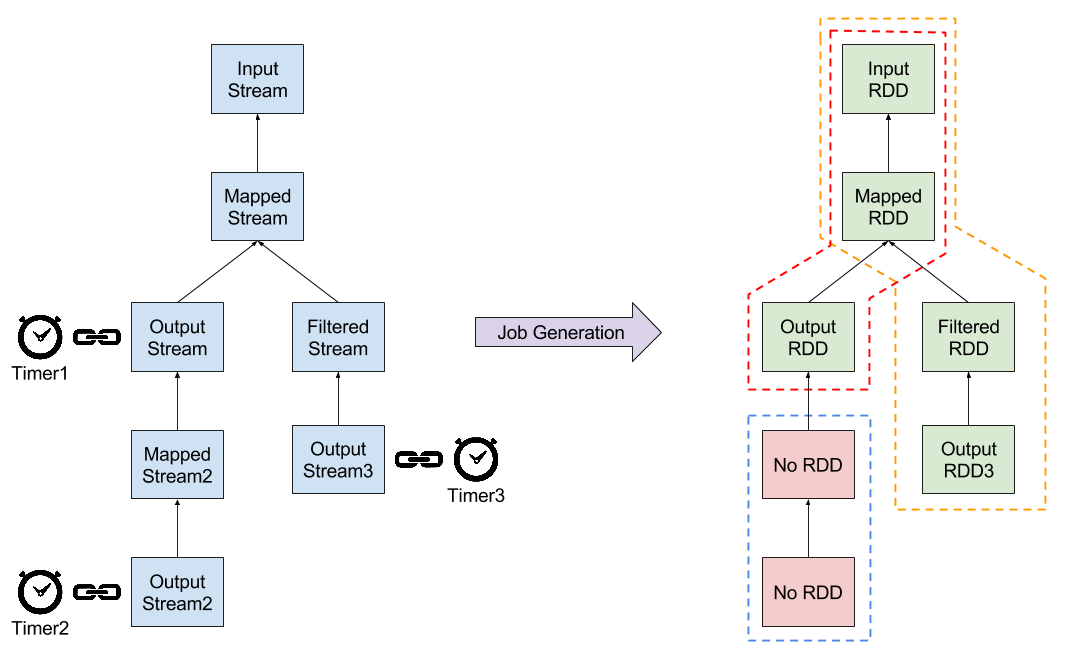 Input
Stream
Mapped
Stream
Output
Stream
Filtered
Stream
Timer1
Mapped
Stream2
Output
Stream3
Timer3
Output
Stream2
Timer2
Job Generation
Input
RDD
Mapped
RDD
Output
RDD
Filtered
RDD
No RDD
Output
RDD3
No RDD